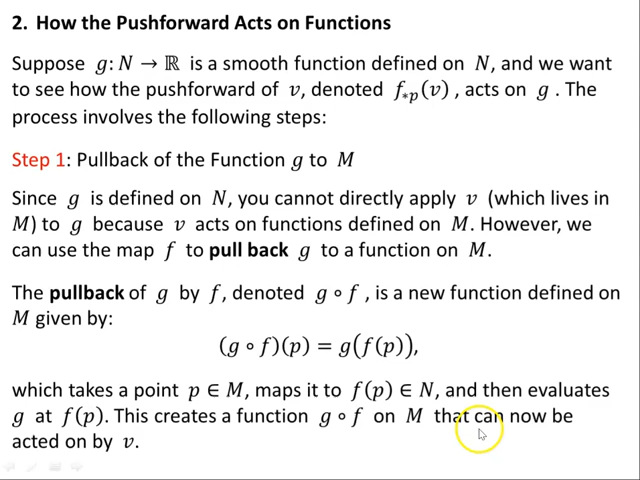 2. How the Pushforward Acts on Functions
Suppose g: N → ℝ is a smooth function defined on N, and we want
to see how the pushforward of v, denoted f∗p(v) , acts on g . The
process involves the following steps:
Step 1: Pullback of the Function g to M
Since g is defined on N, you cannot directly apply v (which lives in
M) to g because v acts on functions defined on M. However, we
can use the map f to pull back g to a function on M.
The pullback of g by f, denoted g ∘ f , is a new function defined on
M given by:
(g ∘ f)(p) = g(f(p)),
which takes a point p ∈ M, maps it to f(p) ∈ N, and then evaluates
g at f(p). This creates a function g ∘ f on M that can now be
acted on by v.